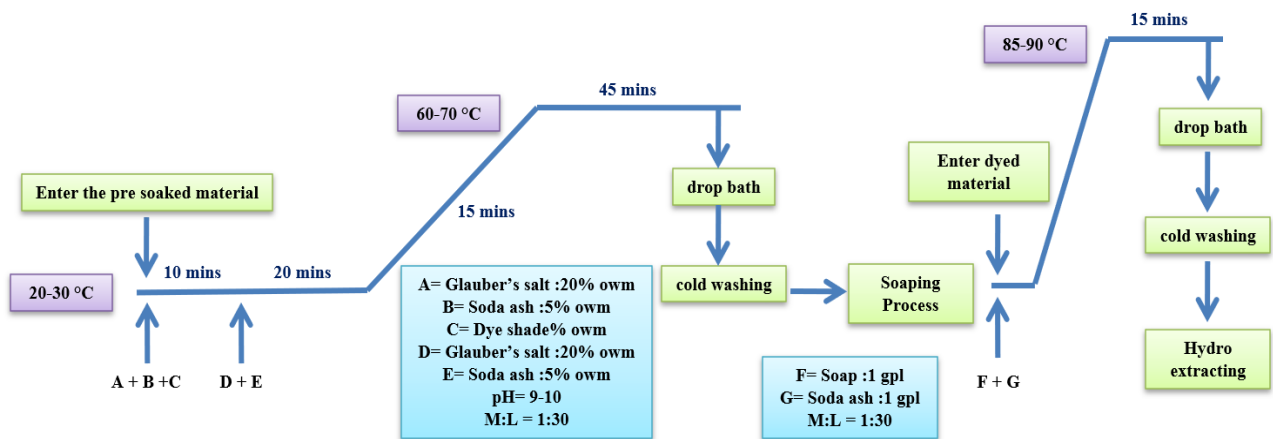 Enter the pre soaked material
20-30 °C
10 mins
20 mins
A + B +C
D + E
15 mins
60-70 °C
45 mins
drop bath
cold washing
A= Glauber’s salt :20% owm
B= Soda ash :5% owm
C= Dye shade% owm
D= Glauber’s salt :20% owm
E= Soda ash :5% owm
pH= 9-10
M:L = 1:30
Soaping
Process
Enter dyed
material
F + G
F= Soap :1 gpl
G= Soda ash :1 gpl
M:L = 1:30
85-90 °C
15 mins
drop bath
cold washing
Hydro
extracting